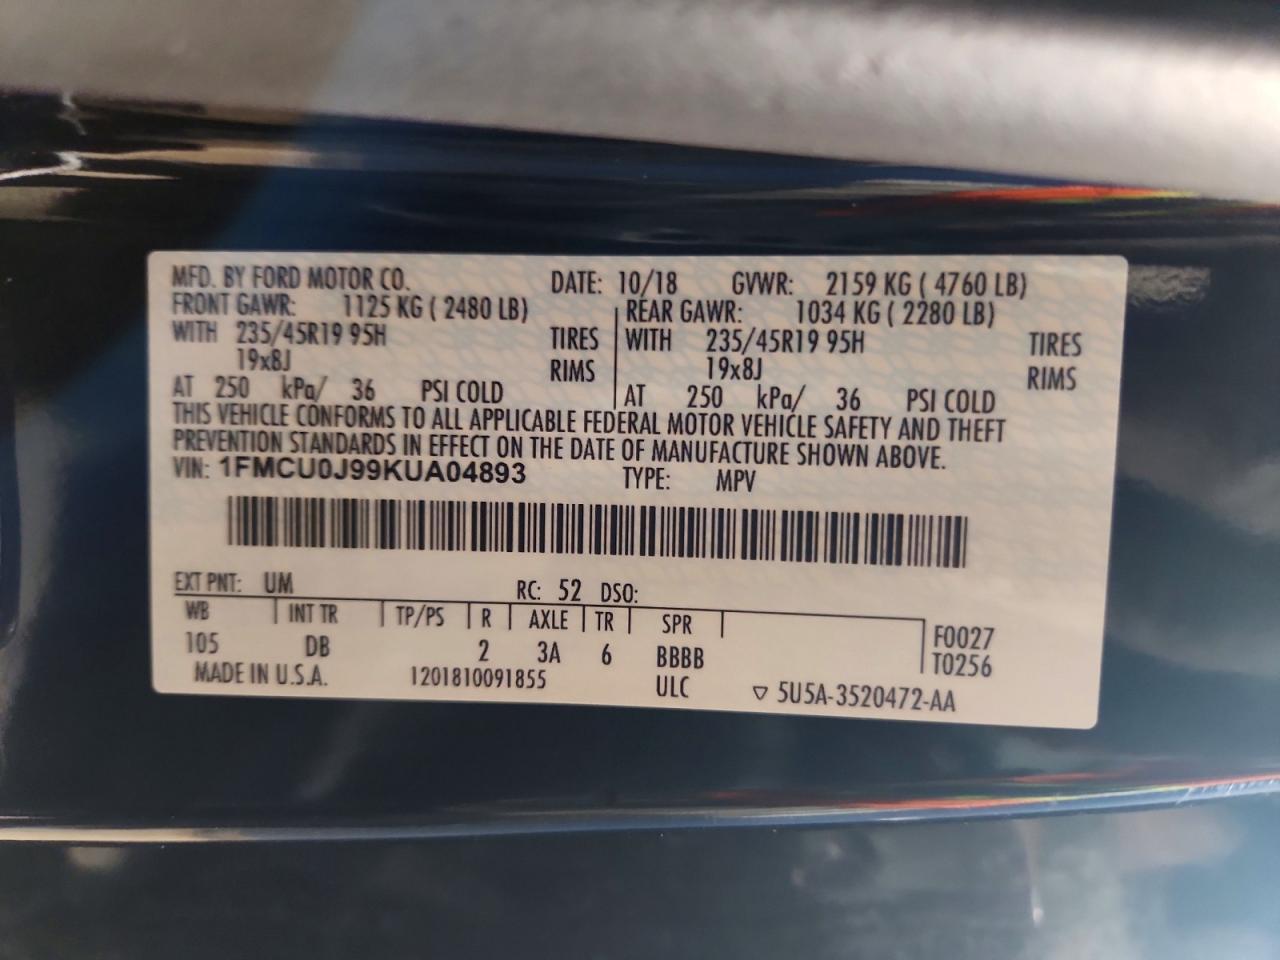 MFD. BY FORD MOTOR CO. DATE: 10/18 GVWR: 2159 KG ( 4760 LB)
FRONT GAWR: 1125 KG ( 2480 LB) REAR GAWR: 1034 KG ( 2280 LB)
WITH 235/45R19 95H TIRES WITH 235/45R19 95H TIRES
19x8J RIMS 19x8J RIMS
AT 250 kPa/ 36 PSI COLD AT 250 kPa/ 36 PSI COLD
THIS VEHICLE CONFORMS TO ALL APPLICABLE FEDERAL MOTOR VEHICLE SAFETY AND THEFT
PREVENTION STANDARDS IN EFFECT ON THE DATE OF MANUFACTURE SHOWN ABOVE.
VIN: 1FMCU0J99KUA04893 TYPE: MPV
EXT PNT: UM RC: 52 DSO:
WB INT TR TP/PS R AXLE TR SPR F0027
105 DB 2 3A 6 BBBB T0256
MADE IN U.S.A. 1201810091855 ULC ▽ 5U5A-3520472-AA